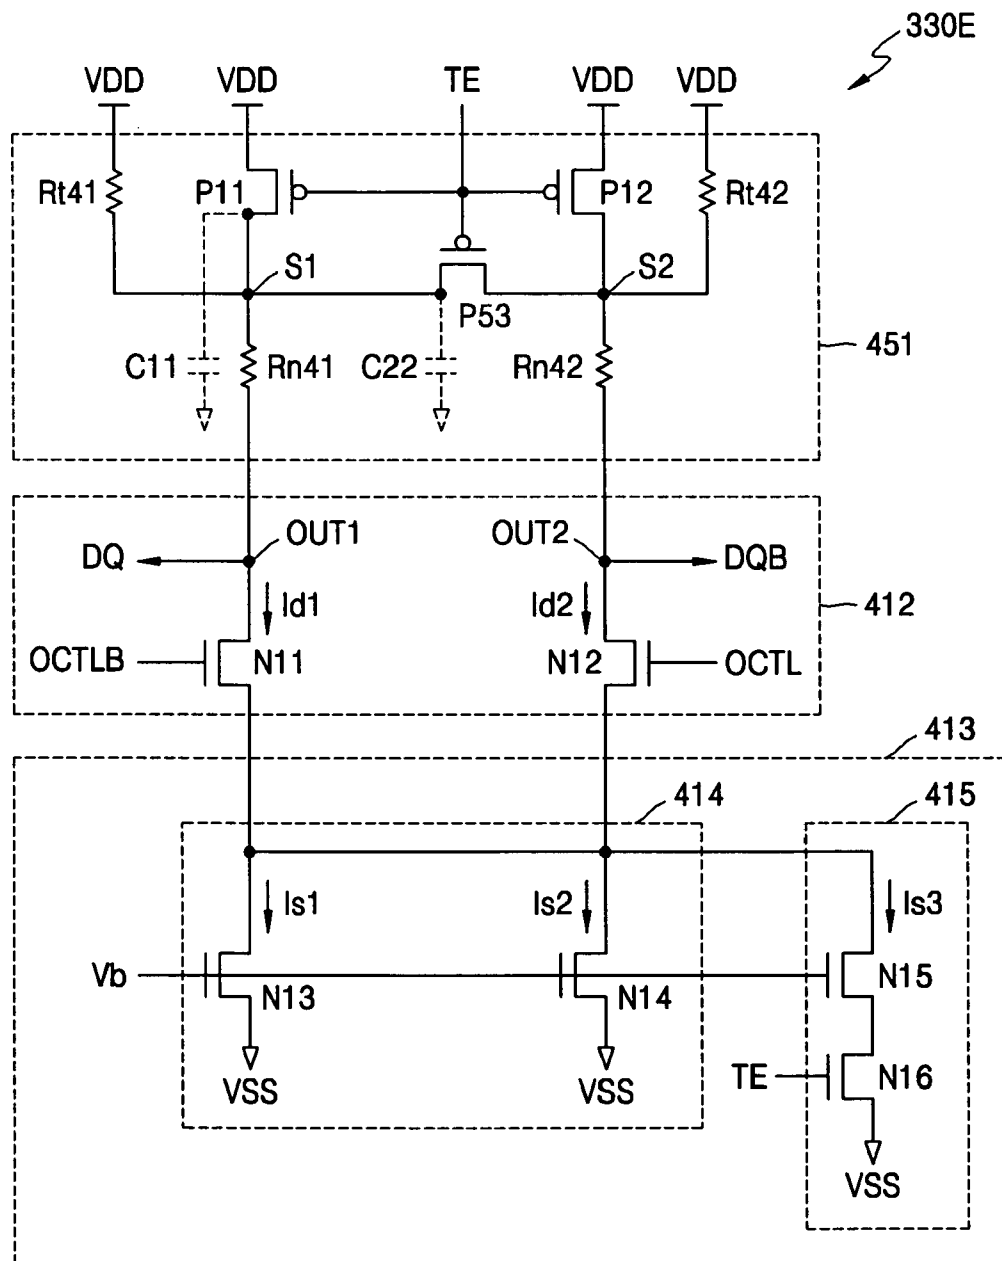 330E
VDD VDD TE VDD VDD
Rt41 P11 P12 Rt42
S1 S2
P53
C11 Rn41 C22 Rn42 451
DQ OUT1 OUT2 DQB
Id1 Id2 412
OCTLB N11 N12 OCTL
413
414 415
Is1 Is2 Is3
Vb N13 N14 N15
VSS VSS TE N16
VSS